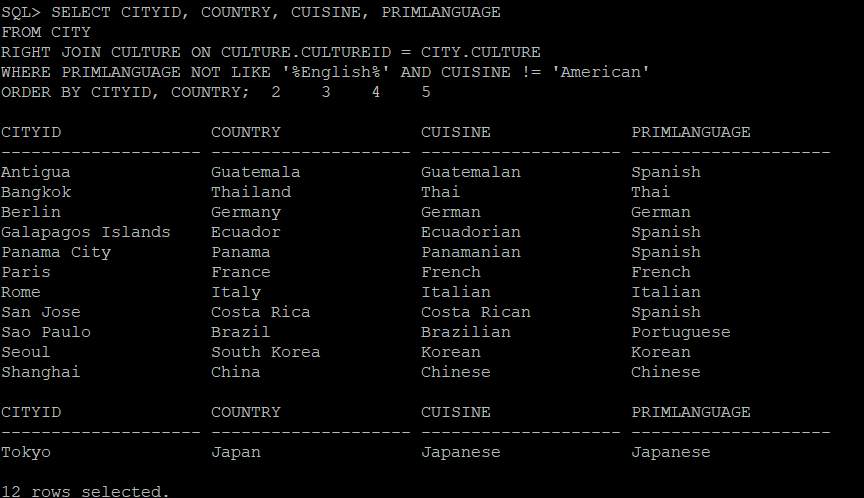 SQL> SELECT CITYID, COUNTRY, CUISINE, PRIMLANGUAGE
FROM CITY
RIGHT JOIN CULTURE ON CULTURE.CULTUREID = CITY.CULTURE
WHERE PRIMLANGUAGE NOT LIKE '%English%' AND CUISINE != 'American'
ORDER BY CITYID, COUNTRY;  2    3    4    5

CITYID               COUNTRY              CUISINE              PRIMLANGUAGE
-------------------- -------------------- -------------------- --------------------
Antigua              Guatemala            Guatemalan           Spanish
Bangkok              Thailand             Thai                 Thai
Berlin               Germany              German               German
Galapagos Islands    Ecuador              Ecuadorian           Spanish
Panama City          Panama               Panamanian           Spanish
Paris                France               French               French
Rome                 Italy                Italian              Italian
San Jose             Costa Rica           Costa Rican          Spanish
Sao Paulo            Brazil               Brazilian            Portuguese
Seoul                South Korea          Korean               Korean
Shanghai             China                Chinese              Chinese

CITYID               COUNTRY              CUISINE              PRIMLANGUAGE
-------------------- -------------------- -------------------- --------------------
Tokyo                Japan                Japanese             Japanese

12 rows selected.